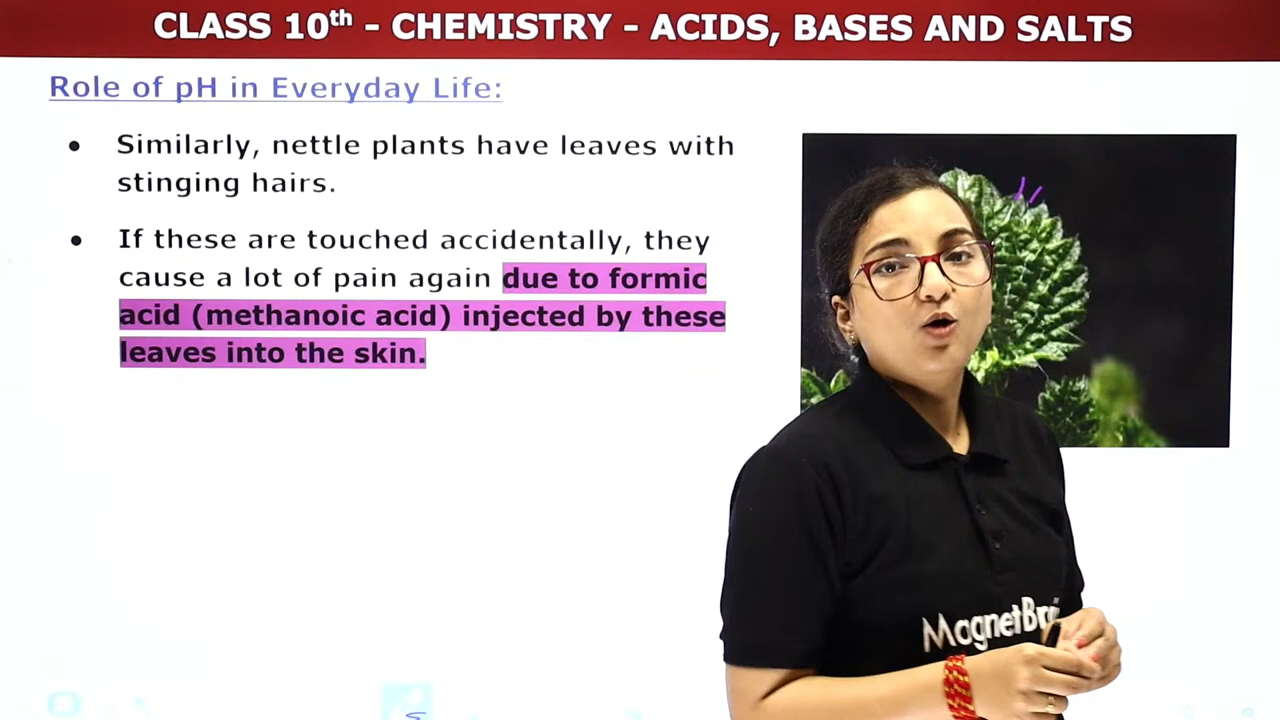 CLASS 10th - CHEMISTRY - ACIDS, BASES AND SALTS
Role of pH in Everyday Life:
• Similarly, nettle plants have leaves with
stinging hairs.
• If these are touched accidentally, they
cause a lot of pain again due to formic
acid (methanoic acid) injected by these
leaves into the skin.